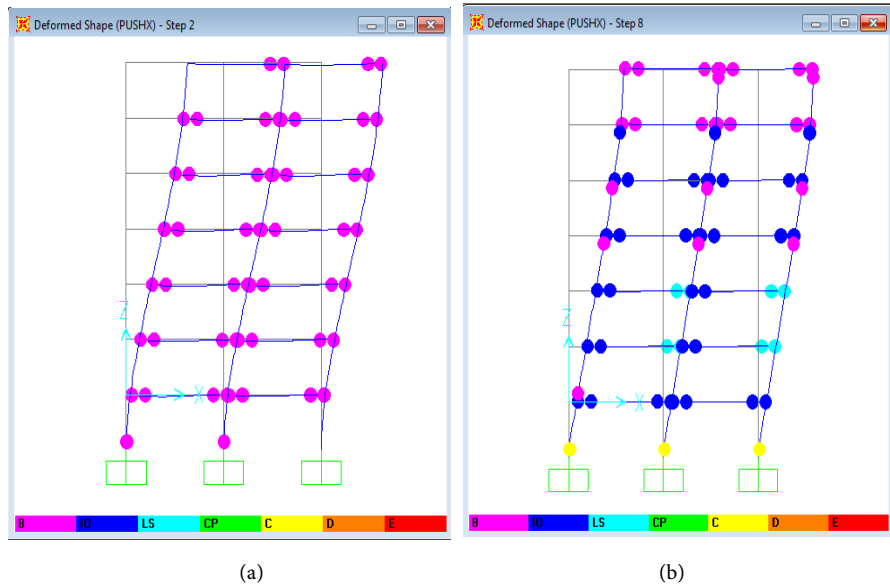 Deformed Shape (PUSHX) - Step 2
Z
X
B IO LS CP C D E
(a)
Deformed Shape (PUSHX) - Step 8
Z
X
B IO LS CP C D E
(b)